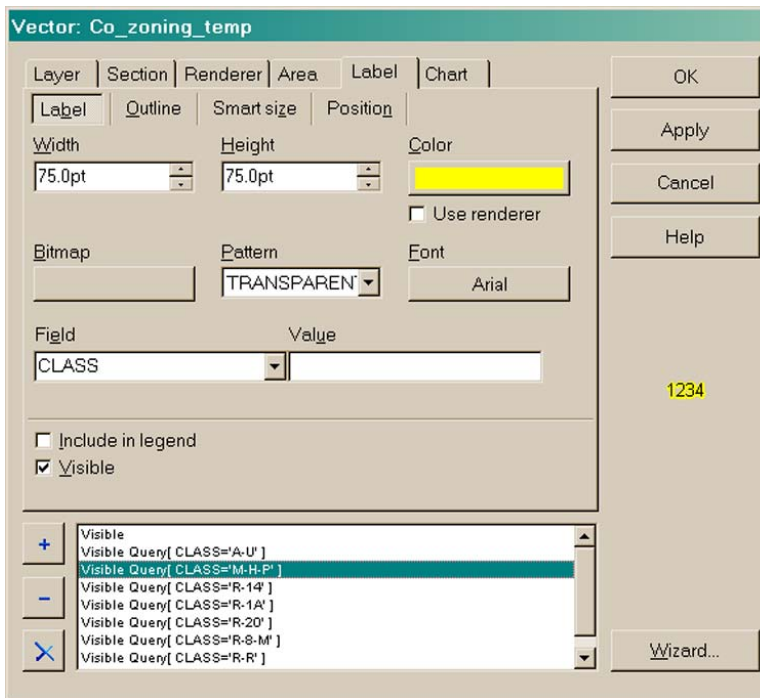 Vector: Co_zoning_temp
Layer Section Renderer Area Label Chart
Label Outline Smart size Position
Width Height Color
75.0pt 75.0pt
Use renderer
Bitmap Pattern Font
TRANSPARENT Arial
Field Value
CLASS
Include in legend
Visible
+
Visible
Visible Query[ CLASS='A-U' ]
Visible Query[ CLASS='M-H-P' ]
−
Visible Query[ CLASS='R-14' ]
Visible Query[ CLASS='R-1A' ]
Visible Query[ CLASS='R-20' ]
Visible Query[ CLASS='R-8-M' ]
Visible Query[ CLASS='R-R' ]
OK
Apply
Cancel
Help
1234
Wizard...